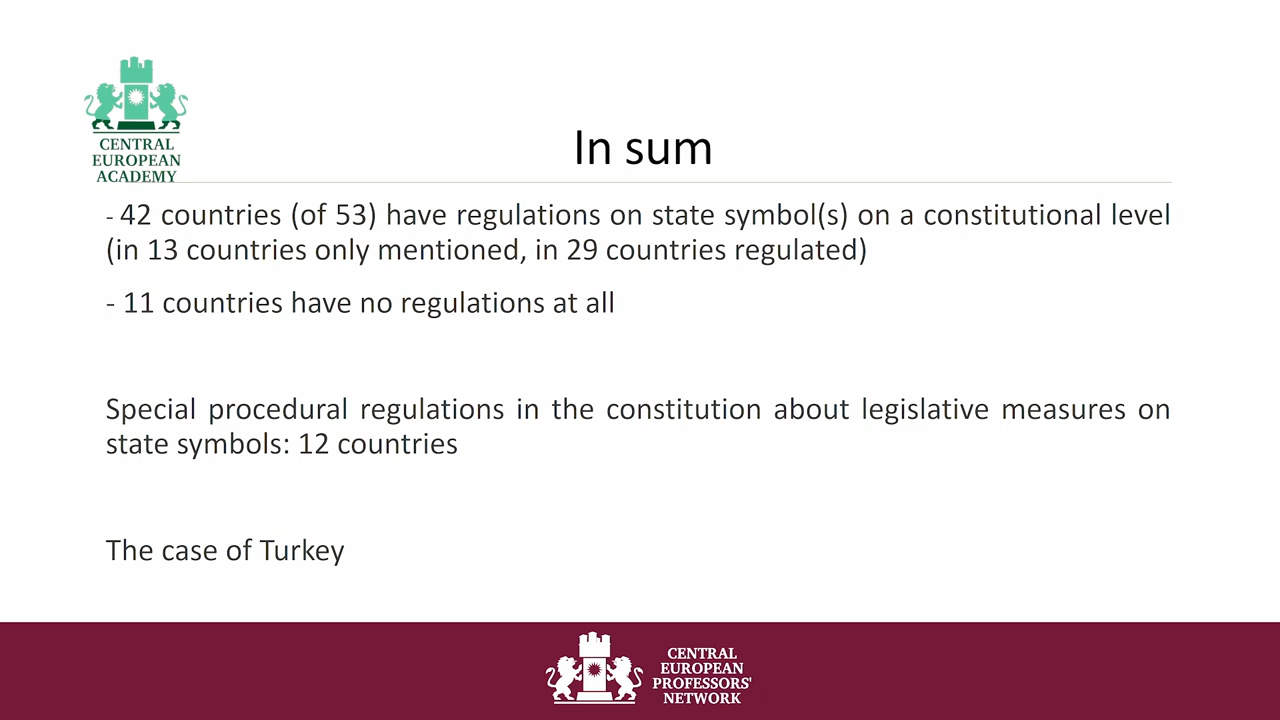 CENTRAL
EUROPEAN
ACADEMY
In sum
- 42 countries (of 53) have regulations on state symbol(s) on a constitutional level
(in 13 countries only mentioned, in 29 countries regulated)
- 11 countries have no regulations at all
Special procedural regulations in the constitution about legislative measures on
state symbols: 12 countries
The case of Turkey
CENTRAL
EUROPEAN
PROFESSORS'
NETWORK